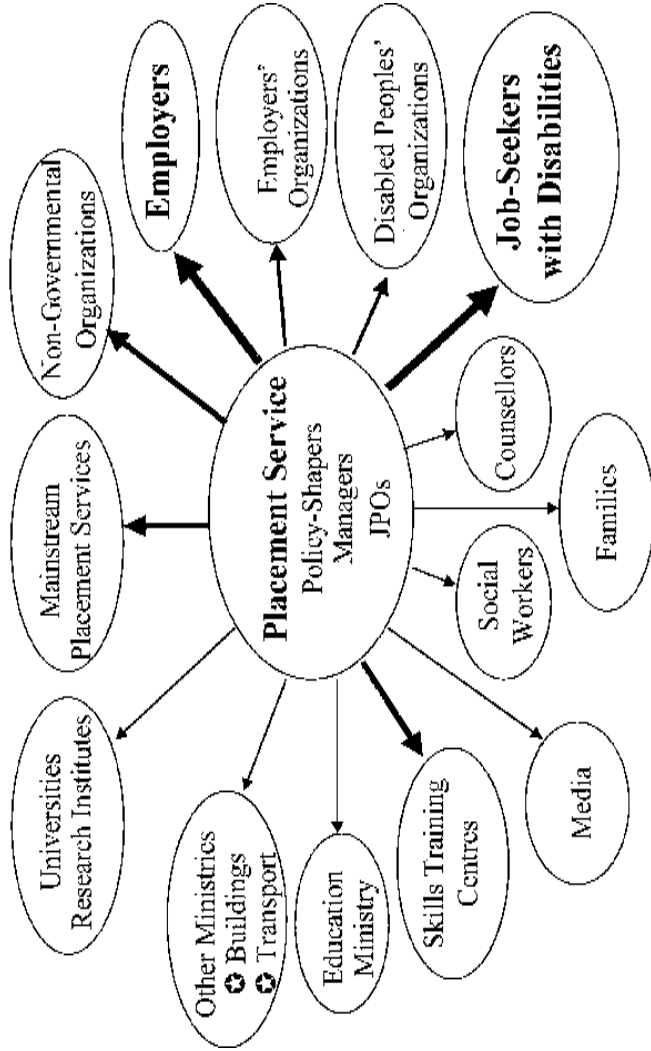 Universities
Research Institutes
Mainstream
Placement Services
Non-Governmental
Organizations
Employers
Employers'
Organizations
Disabled Peoples'
Organizations
Job-Seekers
with Disabilities
Placement Service
Policy-Shapers
Managers
JPOs
Other Ministries
✪ Buildings
✪ Transport
Education
Ministry
Skills Training
Centres
Media
Social
Workers
Families
Counsellors